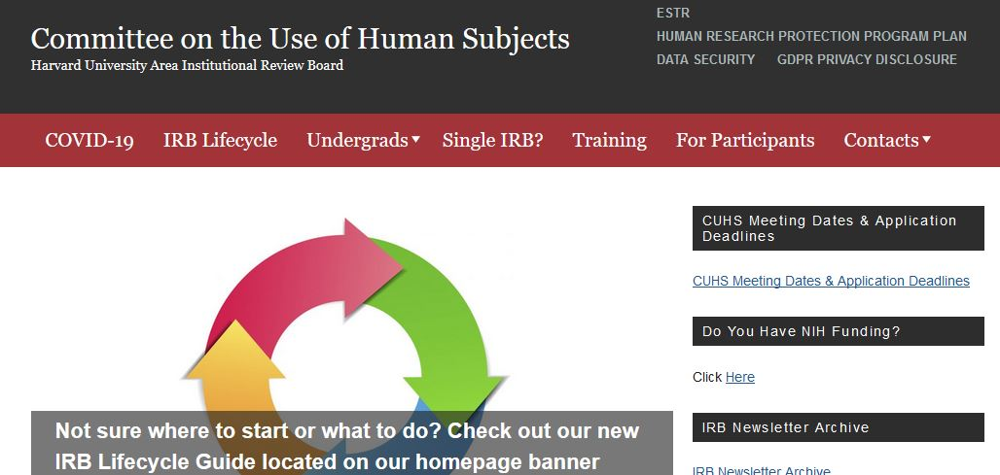 Committee on the Use of Human Subjects
Harvard University Area Institutional Review Board
ESTR
HUMAN RESEARCH PROTECTION PROGRAM PLAN
DATA SECURITY GDPR PRIVACY DISCLOSURE
COVID-19 IRB Lifecycle Undergrads Single IRB? Training For Participants Contacts
Not sure where to start or what to do? Check out our new
IRB Lifecycle Guide located on our homepage banner
CUHS Meeting Dates & Application
Deadlines
CUHS Meeting Dates & Application Deadlines
Do You Have NIH Funding?
Click Here
IRB Newsletter Archive
IRB Newsletter Archive